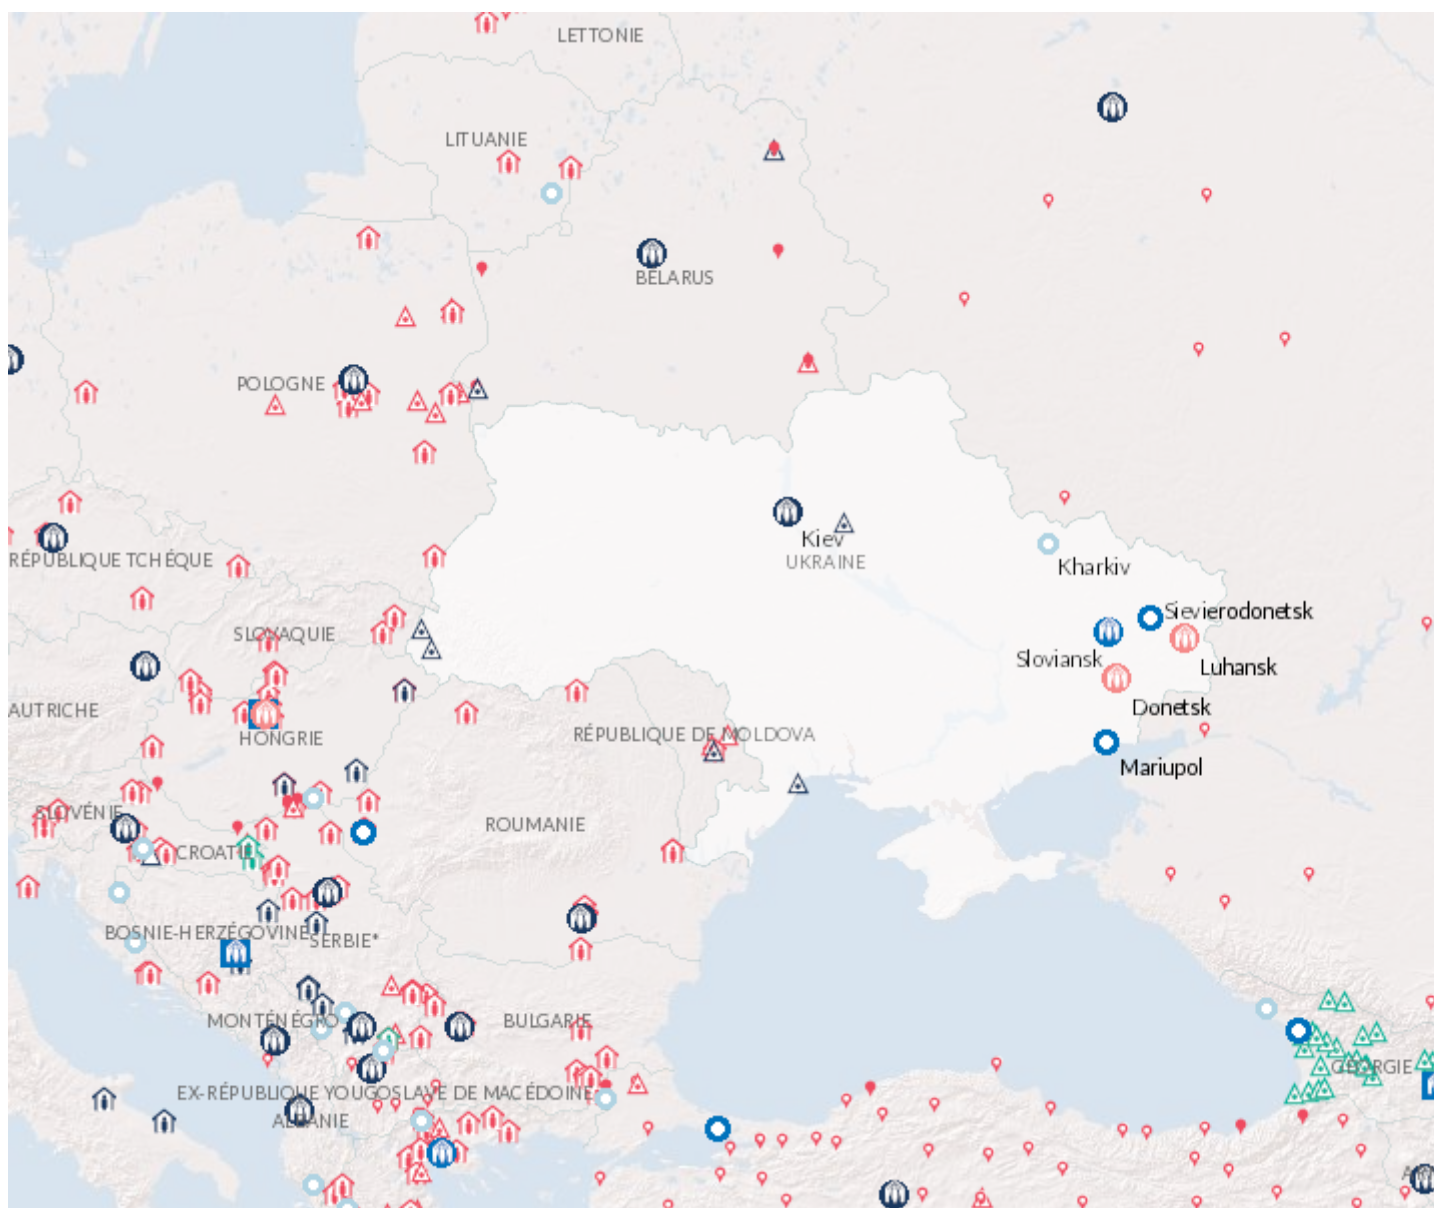 LETTONIE
LITUANIE
BELARUS
POLOGNE
Kiev
UKRAINE
RÉPUBLIQUE TCHÉQUE
Kharkiv
Sievierodonetsk
SLOVAQUIE
Sloviansk
Luhansk
AUTRICHE
Donetsk
HONGRIE
RÉPUBLIQUE DE MOLDOVA
Mariupol
SLOVÉNIE
ROUMANIE
CROATIE
BOSNIE-HERZÉGOVINE
SERBIE*
MONTÉNÉGRO
BULGARIE
GÉORGIE
EX-RÉPUBLIQUE YOUGOSLAVE DE MACÉDOINE
ALBANIE